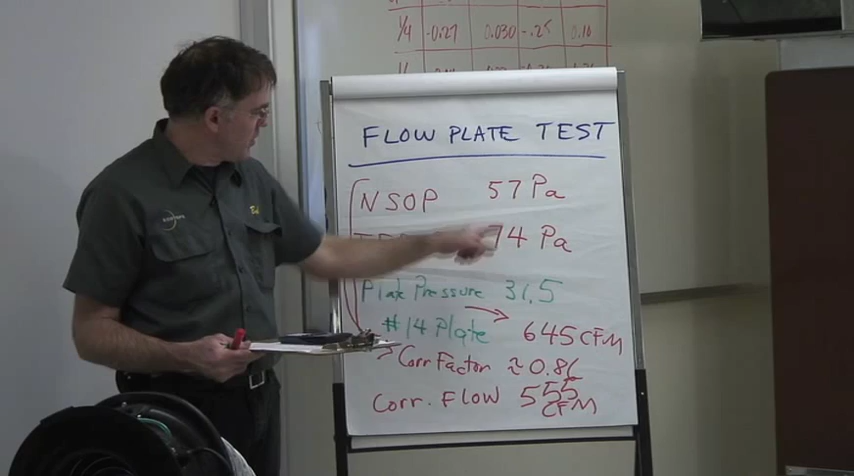 1/4 -0.27 0.030 -.25 0.10
FLOW PLATE TEST
NSOP 57 Pa
74 Pa
Plate Pressure 31.5
#14 Plate 645 CFM
Corr Factor ≈ 0.86
Corr. Flow 555
CFM